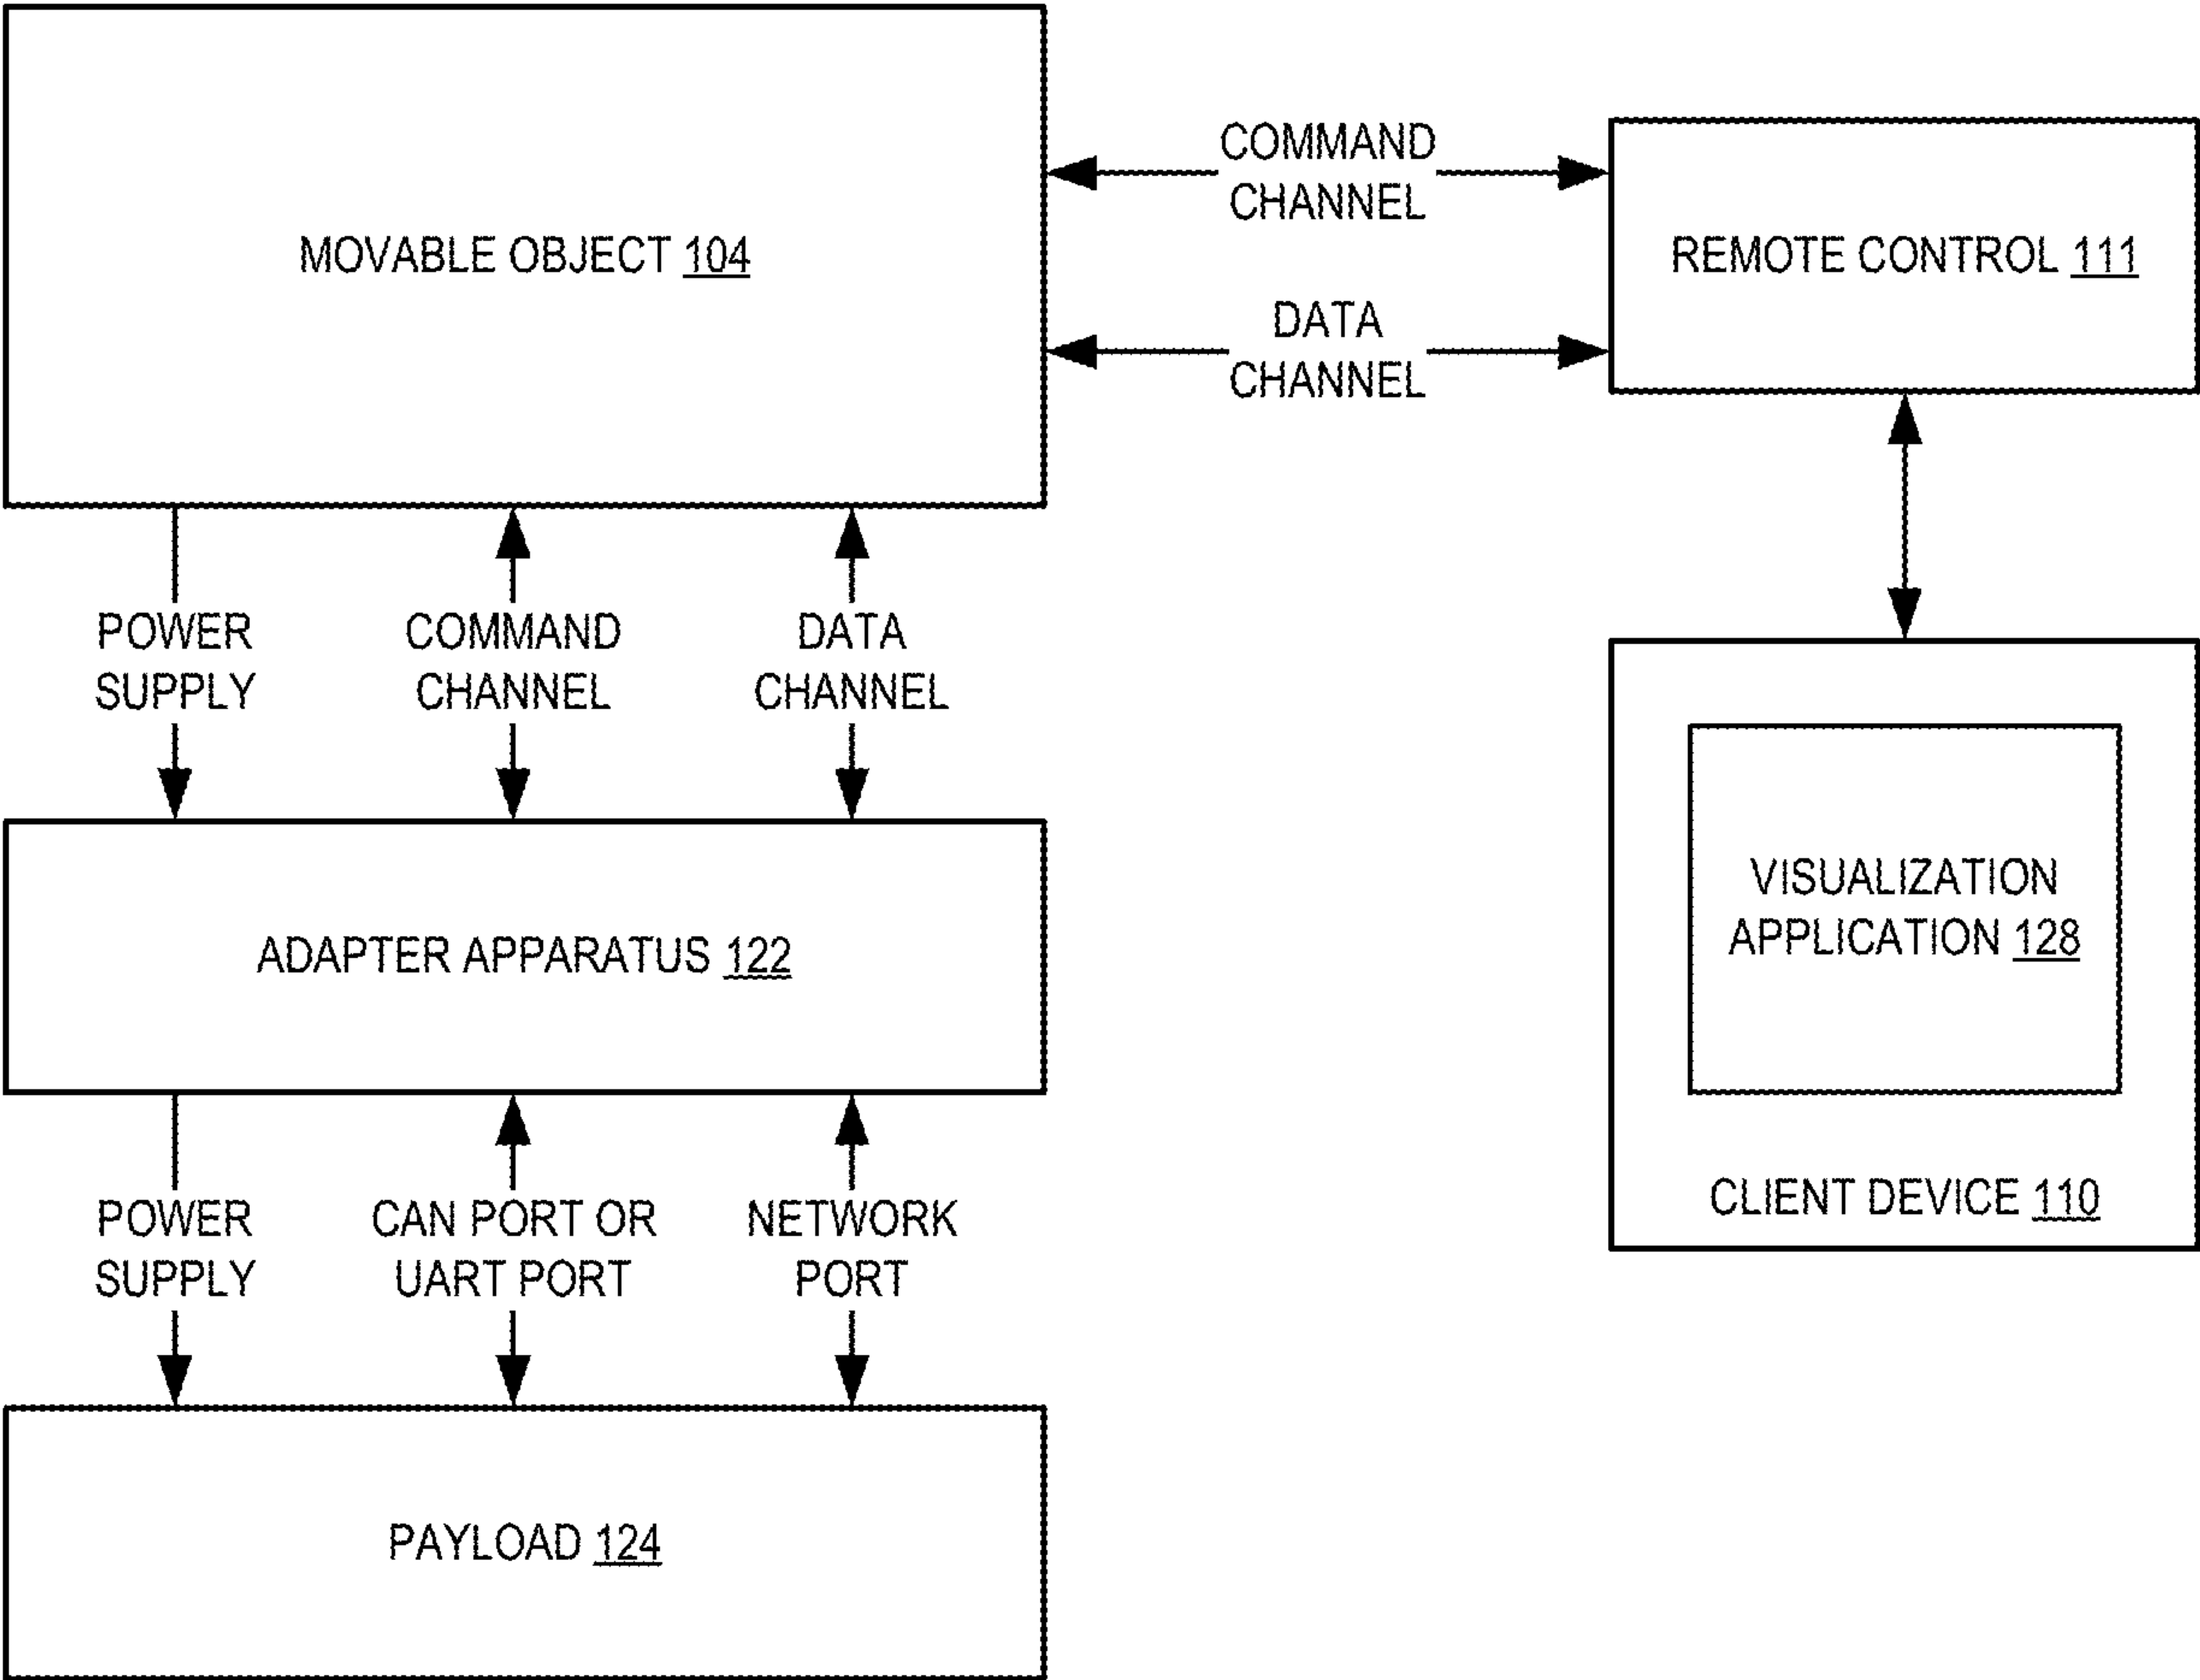 MOVABLE OBJECT 104
COMMAND
CHANNEL
DATA
CHANNEL
REMOTE CONTROL 111
POWER
SUPPLY
COMMAND
CHANNEL
DATA
CHANNEL
ADAPTER APPARATUS 122
VISUALIZATION
APPLICATION 128
CLIENT DEVICE 110
POWER
SUPPLY
CAN PORT OR
UART PORT
NETWORK
PORT
PAYLOAD 124